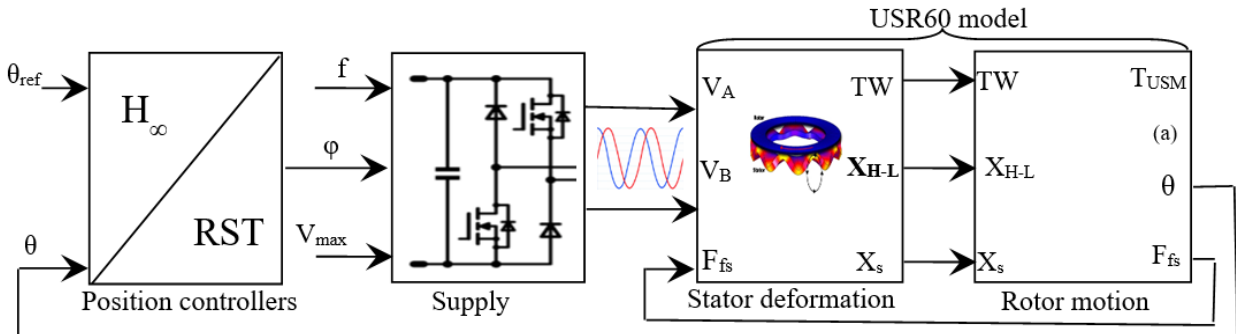 USR60 model
θref
H∞
RST
θ
Position controllers
f
φ
Vmax
Supply
VA
VB
Ffs
TW
XH-L
Xs
Stator deformation
TW
XH-L
Xs
TUSM
(a)
θ
Ffs
Rotor motion